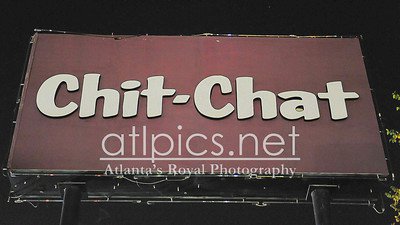 Chit-Chat
atlpics.net
Atlanta's Royal Photography